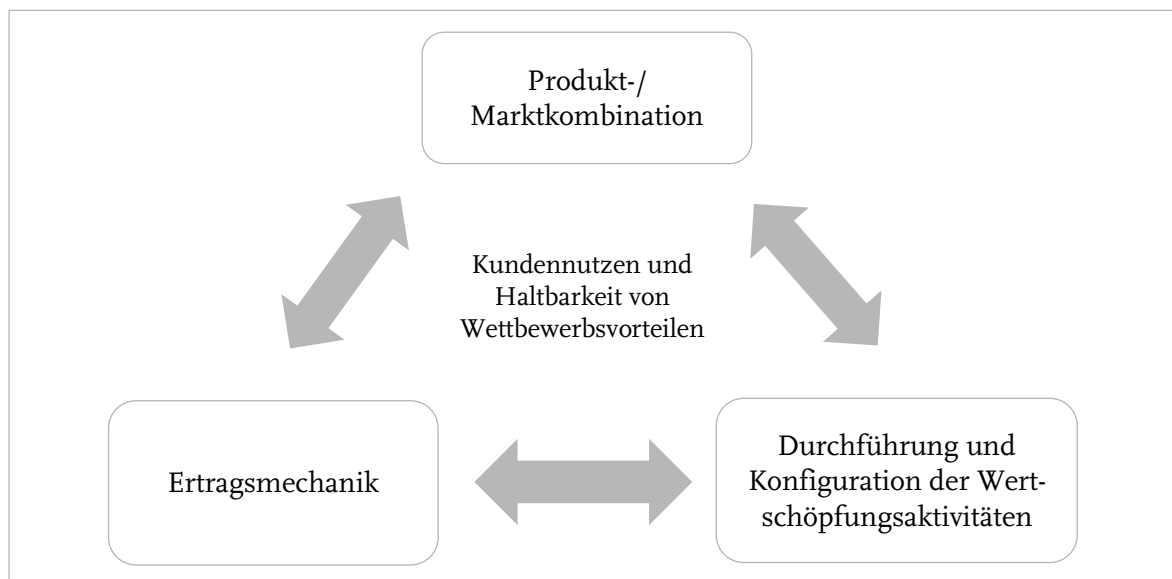 Produkt-/
Marktkombination
Kundennutzen und
Haltbarkeit von
Wettbewerbsvorteilen
Ertragsmechanik
Durchführung und
Konfiguration der Wert-
schöpfungsaktivitäten